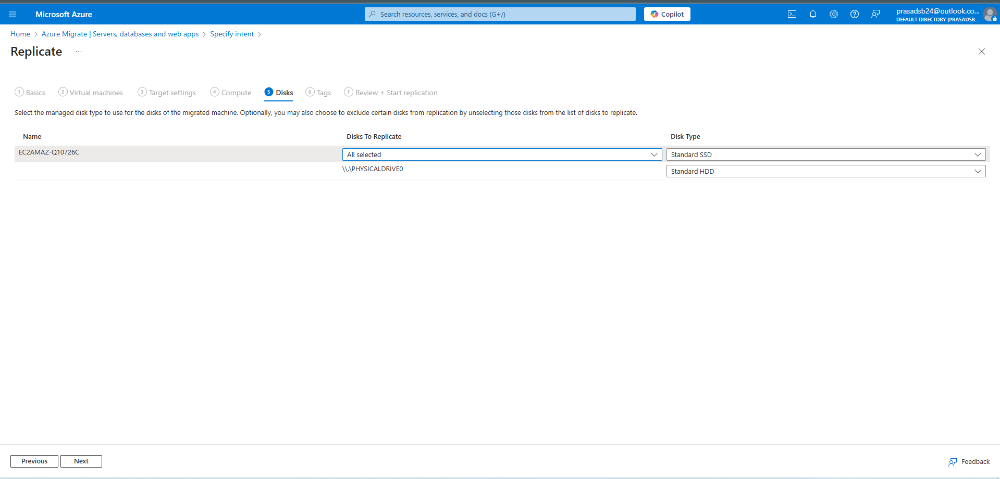 Microsoft Azure
Search resources, services, and docs (G+/)
Copilot
prasadsb24@outlook.co...
DEFAULT DIRECTORY (PRASADSB...
Home > Azure Migrate | Servers, databases and web apps > Specify intent >
Replicate ...
1 Basics 2 Virtual machines 3 Target settings 4 Compute 5 Disks 6 Tags 7 Review + Start replication
Select the managed disk type to use for the disks of the migrated machine. Optionally, you may also choose to exclude certain disks from replication by unselecting those disks from the list of disks to replicate.
Name Disks To Replicate Disk Type
EC2AMAZ-Q10726C All selected Standard SSD
\\.\PHYSICALDRIVE0 Standard HDD
Previous Next Feedback